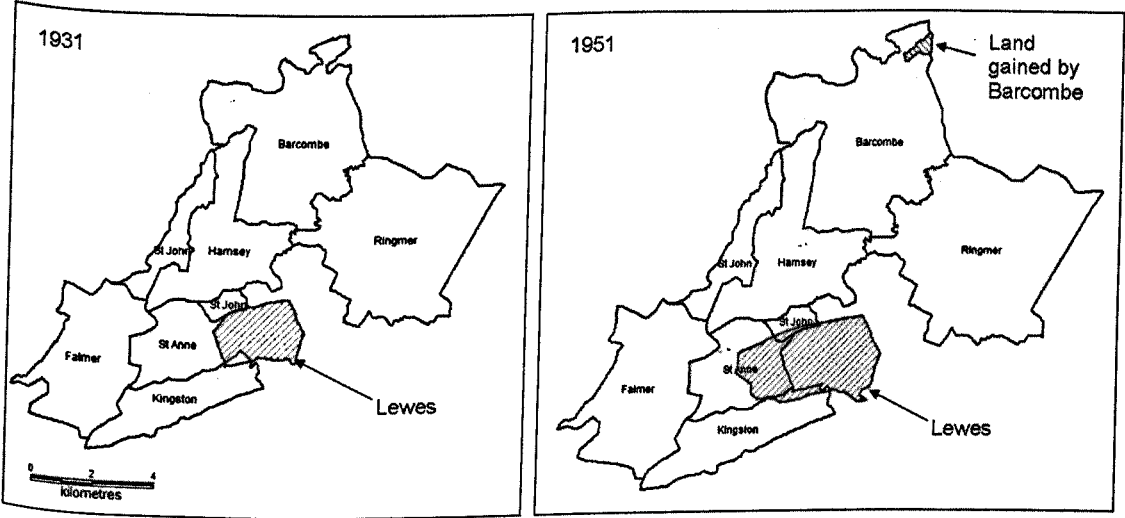 1931
Barcombe
St John
Hamsey
Ringmer
St John
St Anne
Falmer
Kingston
Lewes
0 2 4
kilometres
1951
Land
gained by
Barcombe
Barcombe
Ringmer
St John
Hamsey
St John
St Anne
Falmer
Kingston
Lewes